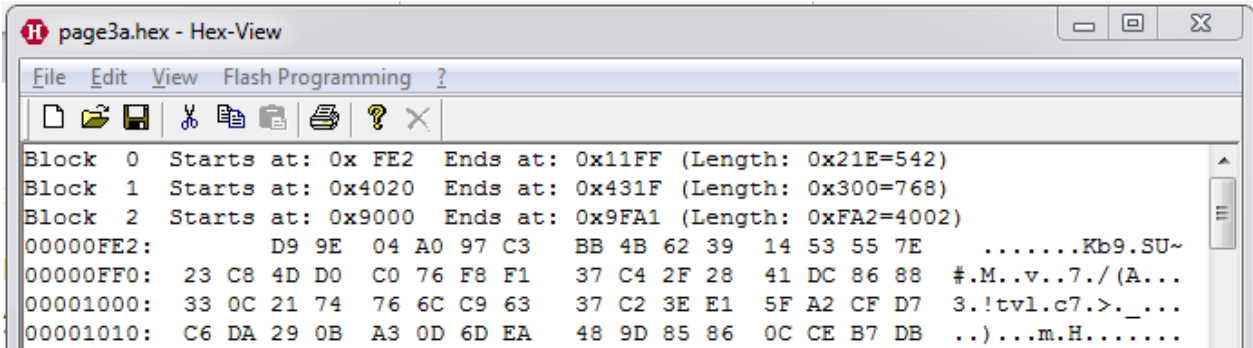 page3a.hex - Hex-View
File Edit View Flash Programming ?
Block  0  Starts at: 0x FE2  Ends at: 0x11FF (Length: 0x21E=542)
Block  1  Starts at: 0x4020  Ends at: 0x431F (Length: 0x300=768)
Block  2  Starts at: 0x9000  Ends at: 0x9FA1 (Length: 0xFA2=4002)
00000FE2:        D9 9E  04 A0 97 C3   BB 4B 62 39  14 53 55 7E     .......Kb9.SU~
00000FF0:  23 C8 4D D0  C0 76 F8 F1   37 C4 2F 28  41 DC 86 88   #.M..v..7./(A...
00001000:  33 0C 21 74  76 6C C9 63   37 C2 3E E1  5F A2 CF D7   3.!tvl.c7.>._...
00001010:  C6 DA 29 0B  A3 0D 6D EA   48 9D 85 86  0C CE B7 DB   ..)...m.H.......